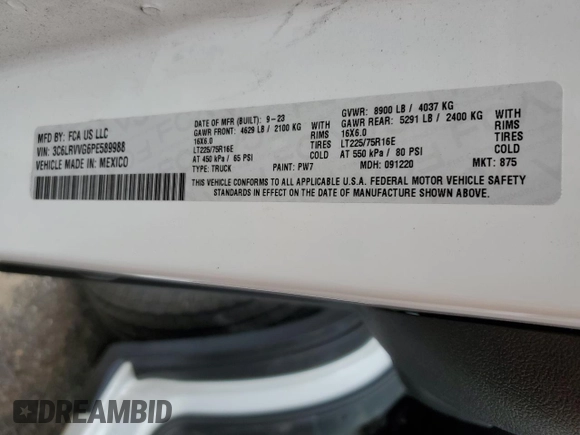 MFD BY: FCA US LLC
VIN: 3C6LRVVG6PE589988
VEHICLE MADE IN: MEXICO
DATE OF MFR (BUILT): 9-23
GVWR: 8900 LB / 4037 KG
GAWR FRONT: 4629 LB / 2100 KG WITH
GAWR REAR: 5291 LB / 2400 KG WITH
16X6.0 RIMS
16X6.0 RIMS
LT225/75R16E TIRES
LT225/75R16E TIRES
AT 450 kPa / 65 PSI COLD
AT 550 kPa / 80 PSI COLD
TYPE: TRUCK PAINT: PW7 MDH: 091220 MKT: 875
THIS VEHICLE CONFORMS TO ALL APPLICABLE U.S.A. FEDERAL MOTOR VEHICLE SAFETY
STANDARDS IN EFFECT ON THE DATE OF MANUFACTURE SHOWN ABOVE.
DREAMBID